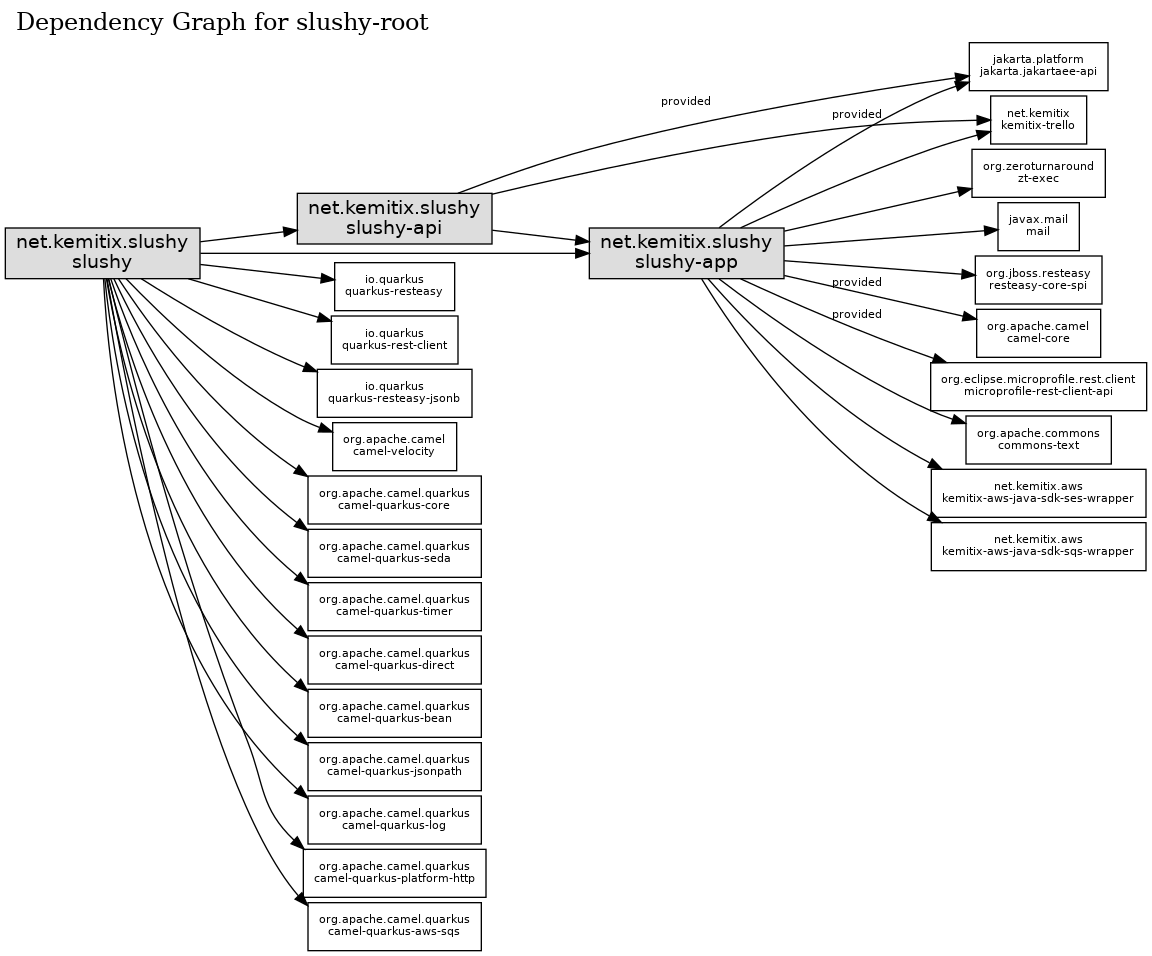 Dependency Graph for slushy-root
net.kemitix.slushy
slushy
net.kemitix.slushy
slushy-api
net.kemitix.slushy
slushy-app
provided
provided
provided
provided
io.quarkus
quarkus-resteasy
io.quarkus
quarkus-rest-client
io.quarkus
quarkus-resteasy-jsonb
org.apache.camel
camel-velocity
org.apache.camel.quarkus
camel-quarkus-core
org.apache.camel.quarkus
camel-quarkus-seda
org.apache.camel.quarkus
camel-quarkus-timer
org.apache.camel.quarkus
camel-quarkus-direct
org.apache.camel.quarkus
camel-quarkus-bean
org.apache.camel.quarkus
camel-quarkus-jsonpath
org.apache.camel.quarkus
camel-quarkus-log
org.apache.camel.quarkus
camel-quarkus-platform-http
org.apache.camel.quarkus
camel-quarkus-aws-sqs
jakarta.platform
jakarta.jakartaee-api
net.kemitix
kemitix-trello
org.zeroturnaround
zt-exec
javax.mail
mail
org.jboss.resteasy
resteasy-core-spi
org.apache.camel
camel-core
org.eclipse.microprofile.rest.client
microprofile-rest-client-api
org.apache.commons
commons-text
net.kemitix.aws
kemitix-aws-java-sdk-ses-wrapper
net.kemitix.aws
kemitix-aws-java-sdk-sqs-wrapper